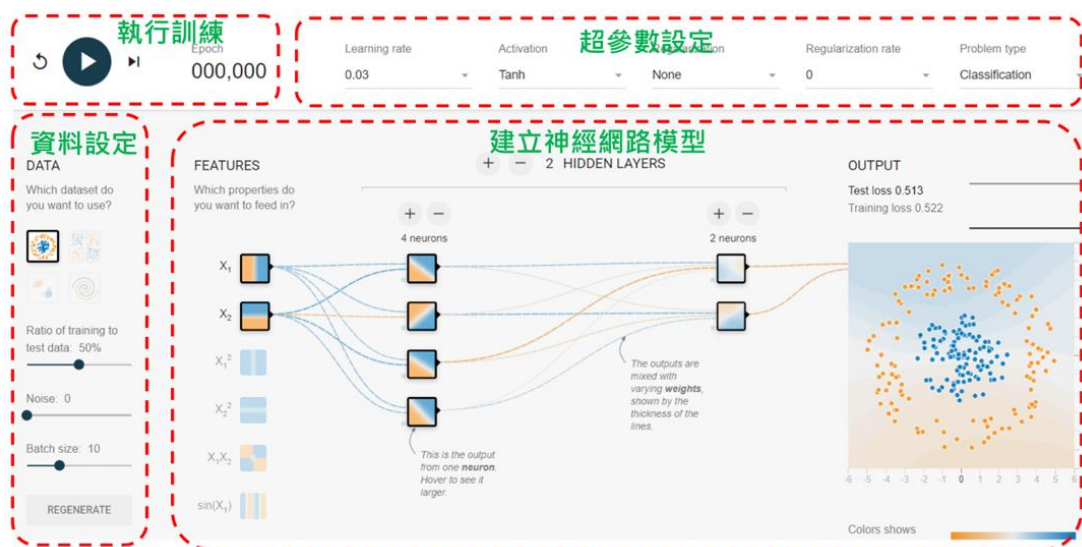 執行訓練
Epoch
000,000
超參數設定
Learning rate
0.03
Activation
Tanh
None
Regularization rate
0
Problem type
Classification
資料設定
DATA
Which dataset do
you want to use?
Ratio of training to
test data: 50%
Noise: 0
Batch size: 10
REGENERATE
建立神經網路模型
FEATURES
Which properties do
you want to feed in?
X₁
X₂
X₁²
X₂²
X₁X₂
sin(X₁)
+ − 2 HIDDEN LAYERS
+ −
4 neurons
+ −
2 neurons
This is the output
from one neuron.
Hover to see it
larger.
The outputs are
mixed with
varying weights,
shown by the
thickness of the
lines.
OUTPUT
Test loss 0.513
Training loss 0.522
-6 -5 -4 -3 -2 -1 0 1 2 3 4 5 6
Colors shows